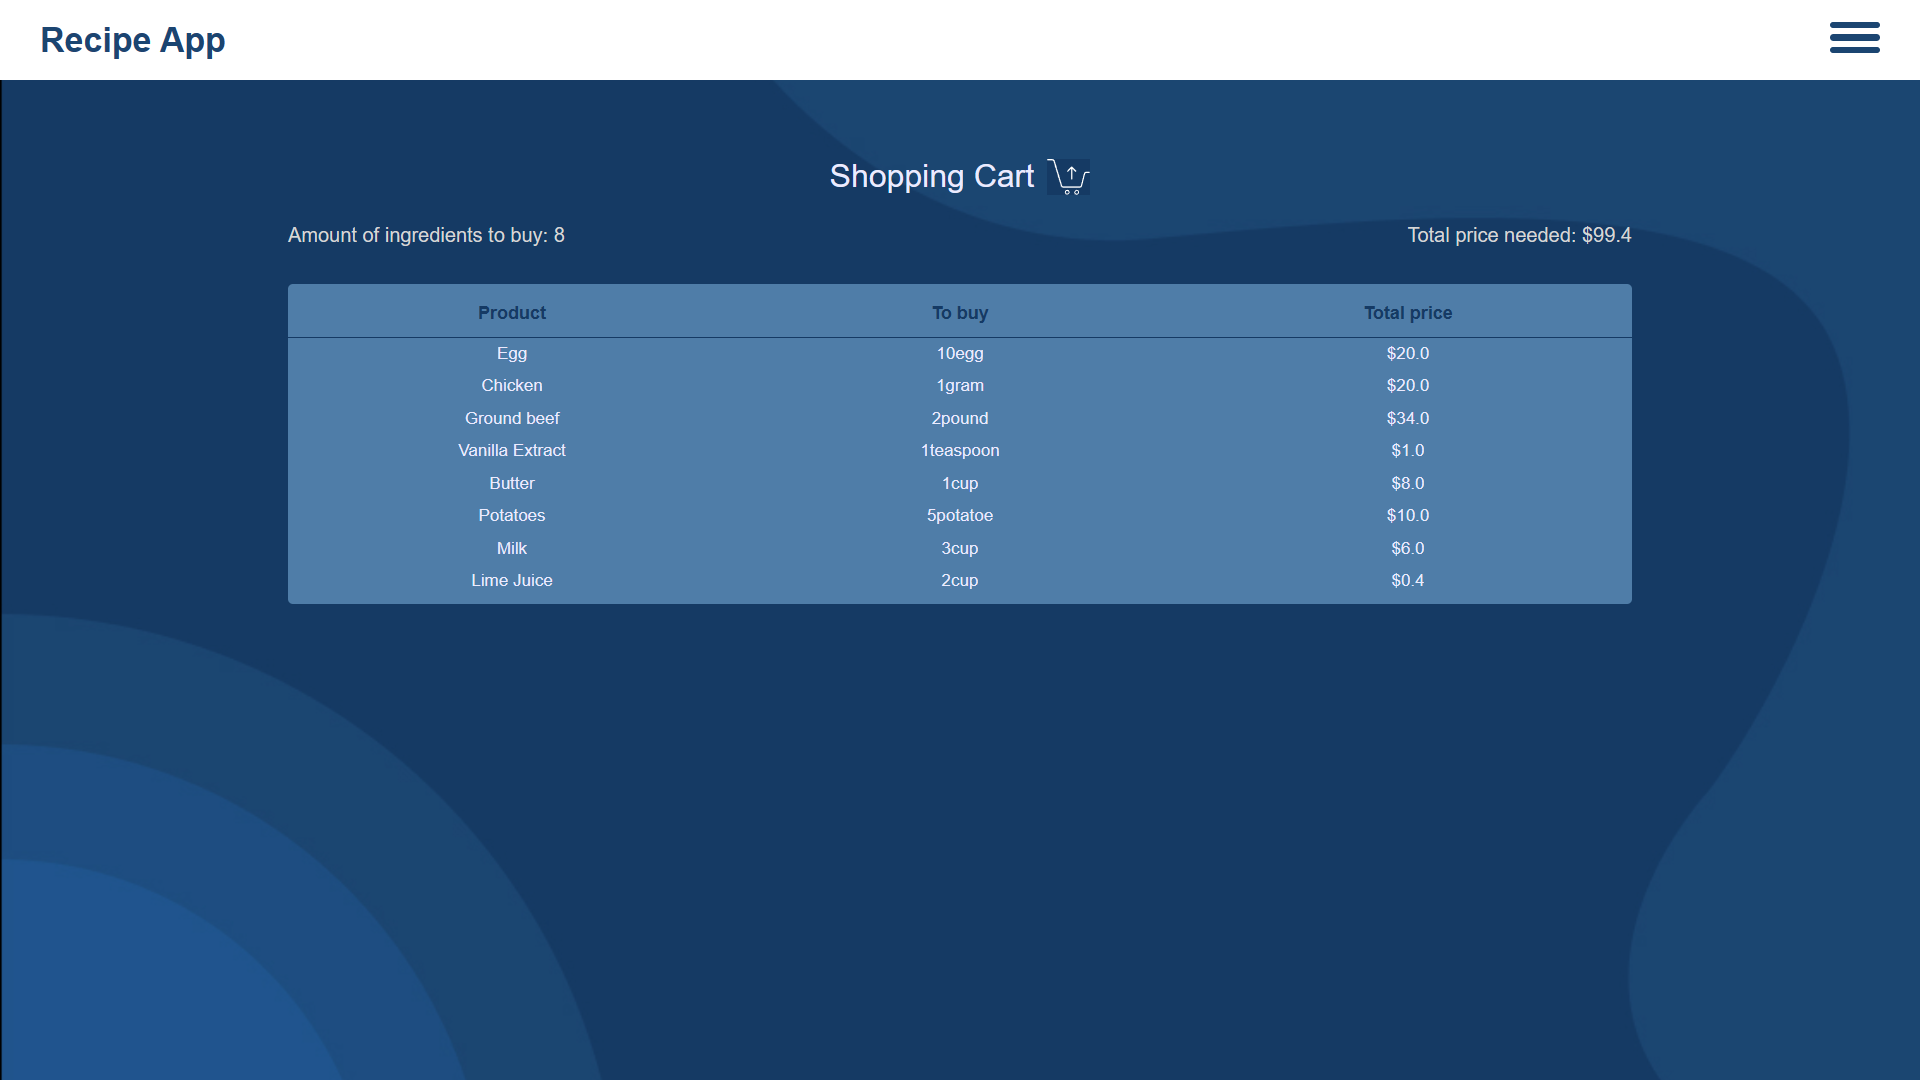 Recipe App
Shopping Cart
Amount of ingredients to buy: 8 Total price needed: $99.4
Product To buy Total price
Egg 10egg $20.0
Chicken 1gram $20.0
Ground beef 2pound $34.0
Vanilla Extract 1teaspoon $1.0
Butter 1cup $8.0
Potatoes 5potatoe $10.0
Milk 3cup $6.0
Lime Juice 2cup $0.4